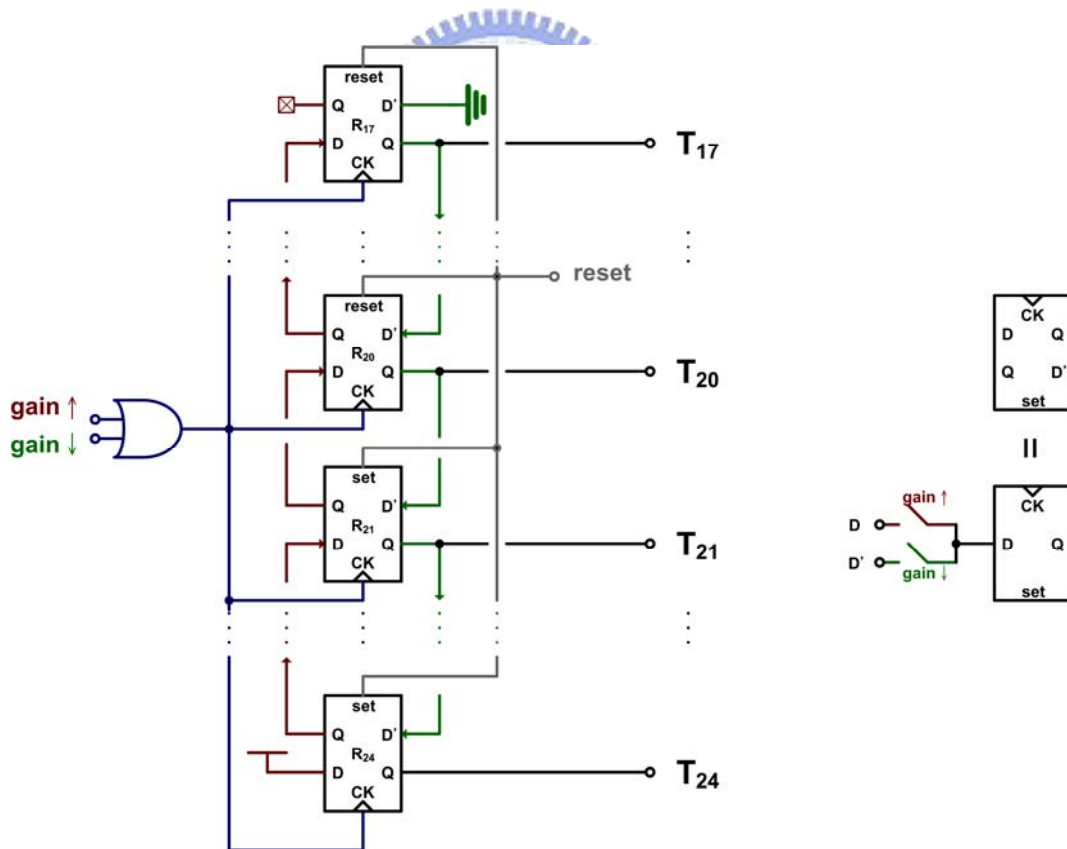 reset
Q D'
R17
D Q
CK
T17
reset
reset
Q D'
R20
D Q
CK
T20
gain ↑
gain ↓
set
Q D'
R21
D Q
CK
T21
set
Q D'
R24
D Q
CK
T24
CK
D Q
Q D'
set
=
gain ↑
D
D'
gain ↓
CK
D Q
set